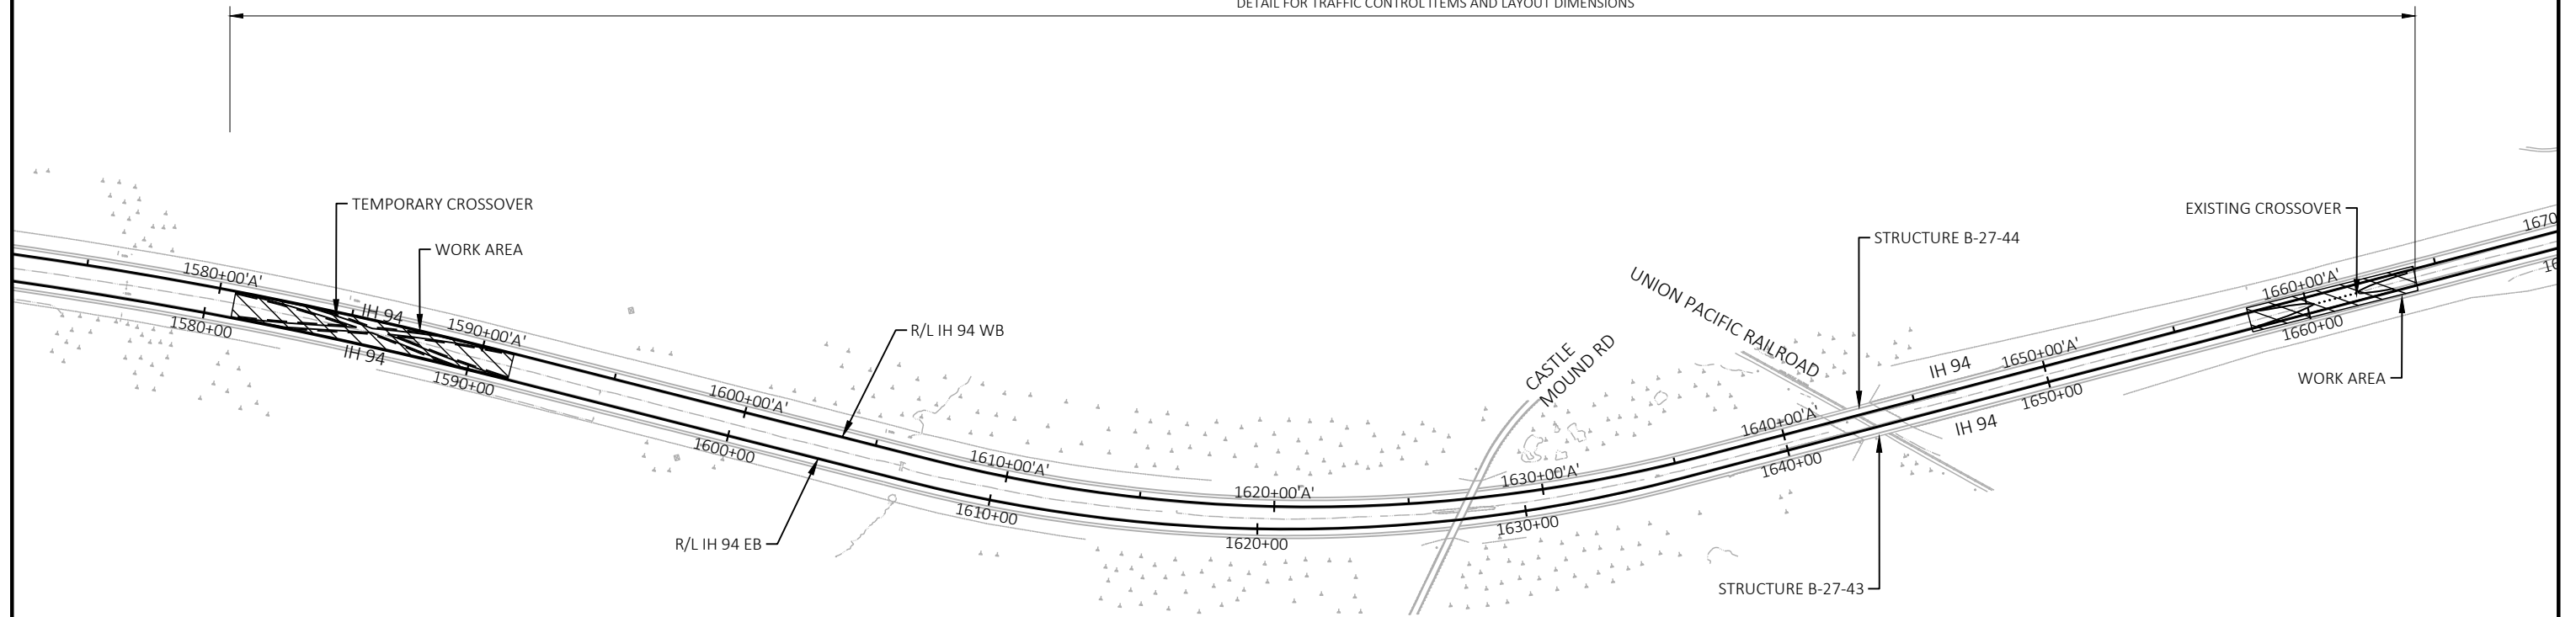 DETAIL FOR TRAFFIC CONTROL ITEMS AND LAYOUT DIMENSIONS
TEMPORARY CROSSOVER
WORK AREA
1580+00'A'
1580+00
IH 94
IH 94
1590+00'A'
1590+00
R/L IH 94 WB
1600+00'A'
1600+00
R/L IH 94 EB
1610+00'A'
1610+00
1620+00'A'
1620+00
CASTLE
MOUND RD
1630+00'A'
1630+00
UNION PACIFIC RAILROAD
STRUCTURE B-27-44
1640+00'A'
1640+00
STRUCTURE B-27-43
IH 94
IH 94
1650+00'A'
1650+00
EXISTING CROSSOVER
1660+00'A'
1660+00
WORK AREA
1670
16